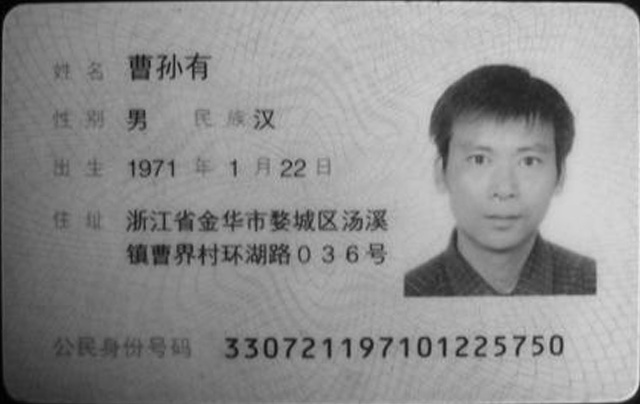 姓名 曹孙有
性别 男 民族 汉
出生 1971 年 1 月 22 日
住址 浙江省金华市婺城区汤溪
镇曹界村环湖路０３６号
公民身份号码 330721197101225750